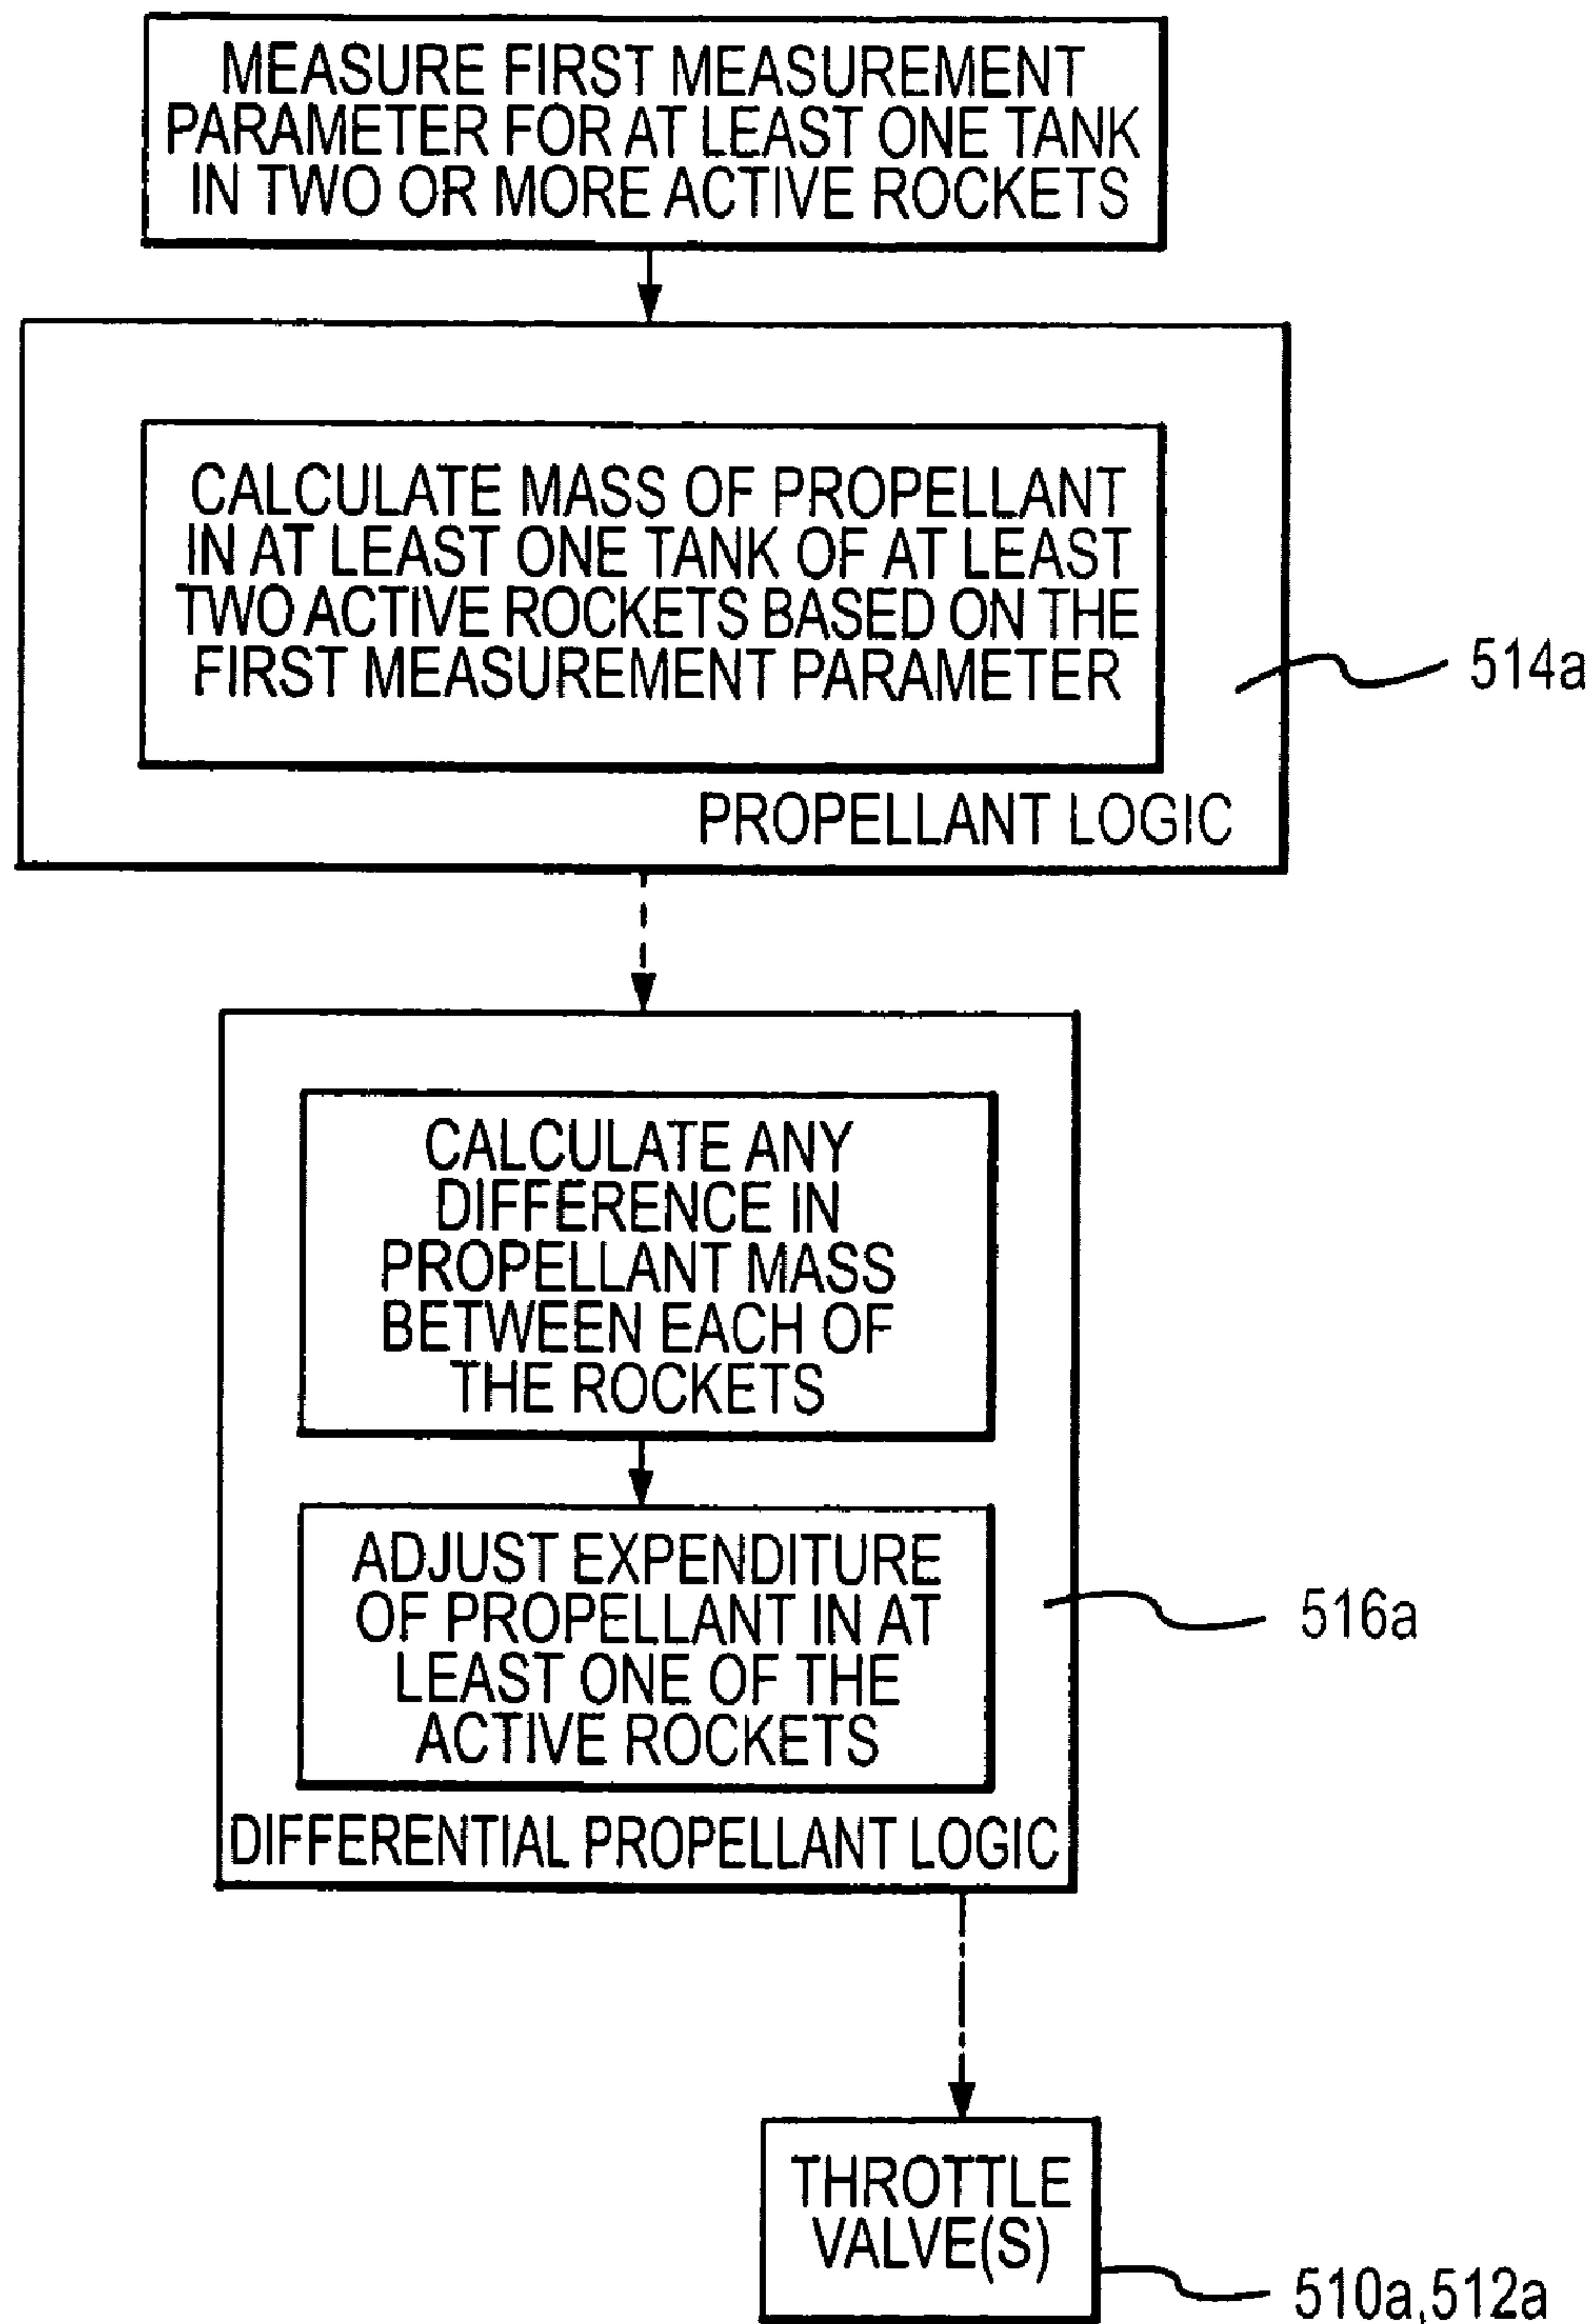 MEASURE FIRST MEASUREMENT
PARAMETER FOR AT LEAST ONE TANK
IN TWO OR MORE ACTIVE ROCKETS
CALCULATE MASS OF PROPELLANT
IN AT LEAST ONE TANK OF AT LEAST
TWO ACTIVE ROCKETS BASED ON THE
FIRST MEASUREMENT PARAMETER
514a
PROPELLANT LOGIC
CALCULATE ANY
DIFFERENCE IN
PROPELLANT MASS
BETWEEN EACH OF
THE ROCKETS
ADJUST EXPENDITURE
OF PROPELLANT IN AT
LEAST ONE OF THE
ACTIVE ROCKETS
516a
DIFFERENTIAL PROPELLANT LOGIC
THROTTLE
VALVE(S)
510a,512a